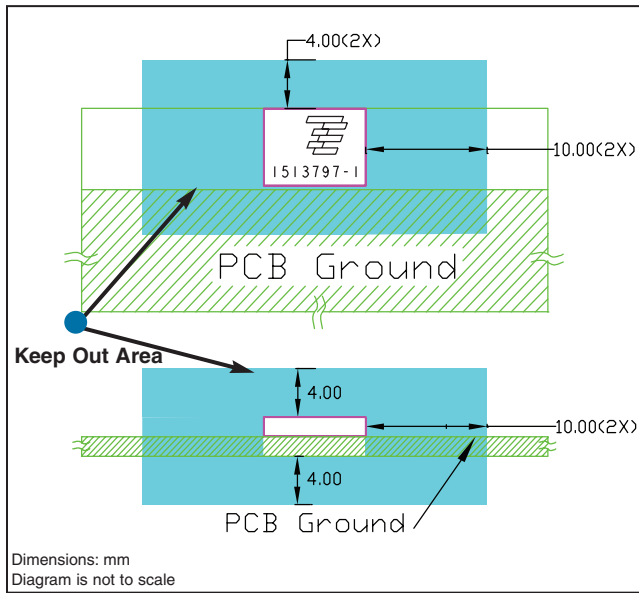 4.00(2X)
10.00(2X)
1513797-1
PCB Ground
Keep Out Area
4.00
10.00(2X)
4.00
PCB Ground
Dimensions: mm
Diagram is not to scale